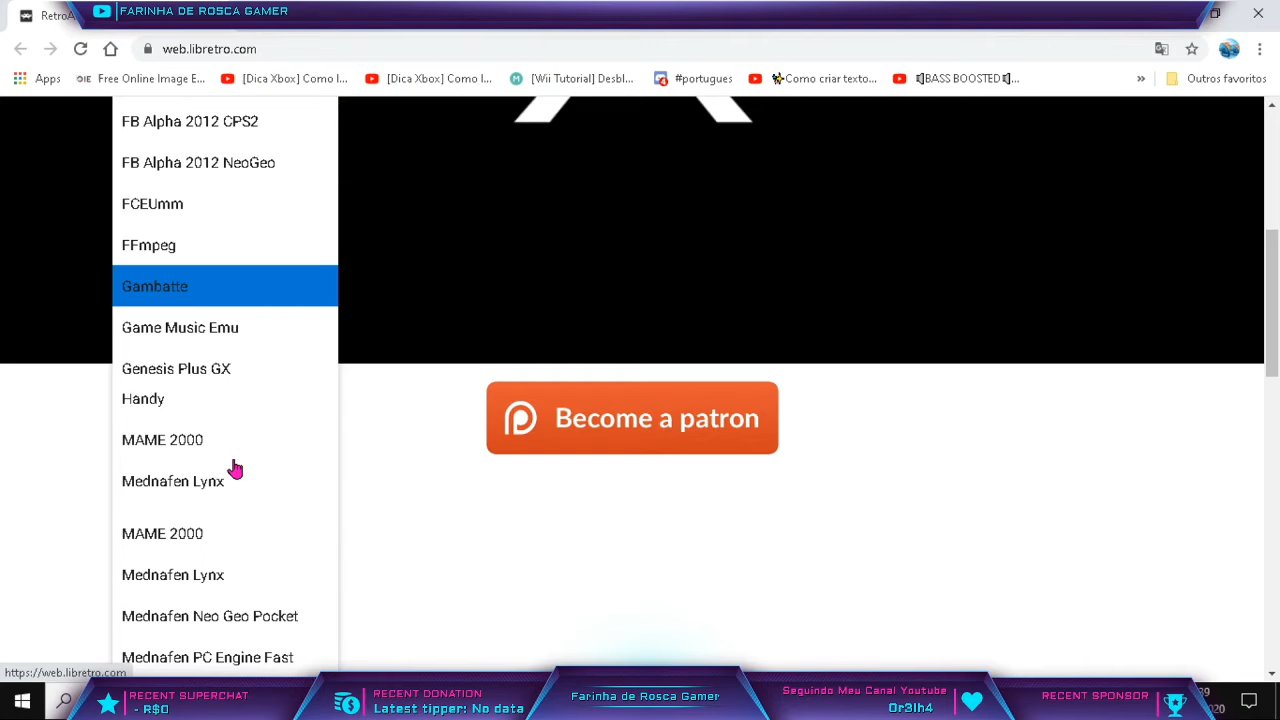 FARINHA DE ROSCA GAMER
RetroA
web.libretro.com
Apps
OIE
Free Online Image E...
[Dica Xbox] Como I...
[Dica Xbox] Como I...
[Wii Tutorial] Desbl...
#portugues
Como criar texto...
BASS BOOSTED
»
Outros favoritos
FB Alpha 2012 CPS2
FB Alpha 2012 NeoGeo
FCEUmm
FFmpeg
Gambatte
Game Music Emu
Genesis Plus GX
Handy
MAME 2000
Mednafen Lynx
MAME 2000
Mednafen Lynx
Mednafen Neo Geo Pocket
Mednafen PC Engine Fast
Become a patron
https://web.libretro.com
RECENT SUPERCHAT
- R$0
RECENT DONATION
Latest tipper: No data
Farinha de Rosca Gamer
Seguindo Meu Canal Youtube
0r3lh4
RECENT SPONSOR